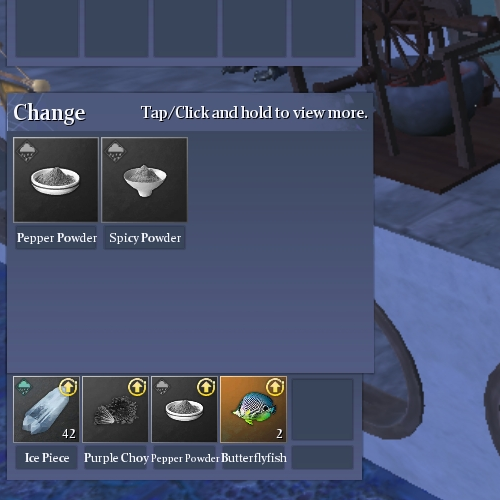 Change
Tap/Click and hold to view more.
Pepper Powder
Spicy Powder
42
2
Ice Piece
Purple Choy
Pepper Powder
Butterflyfish